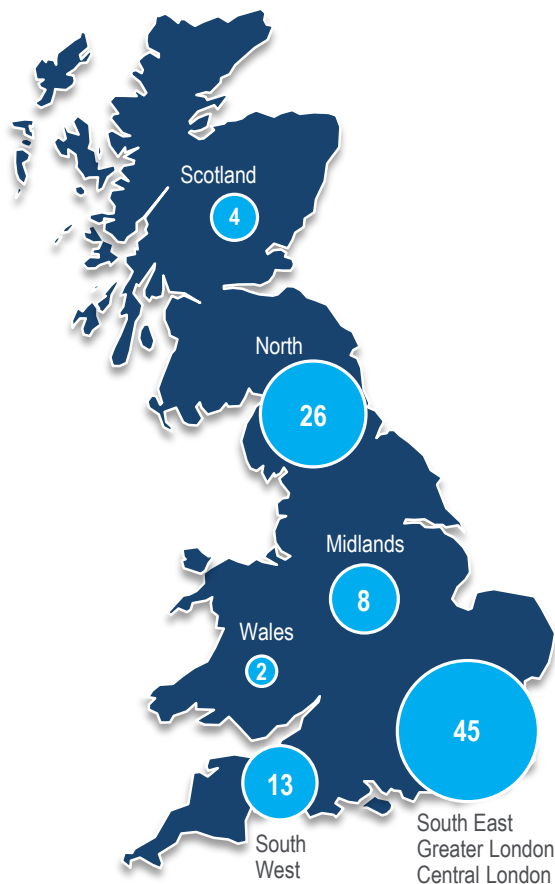 Scotland
4
North
26
Midlands
8
Wales
2
45
13
South
West
South East
Greater London
Central London